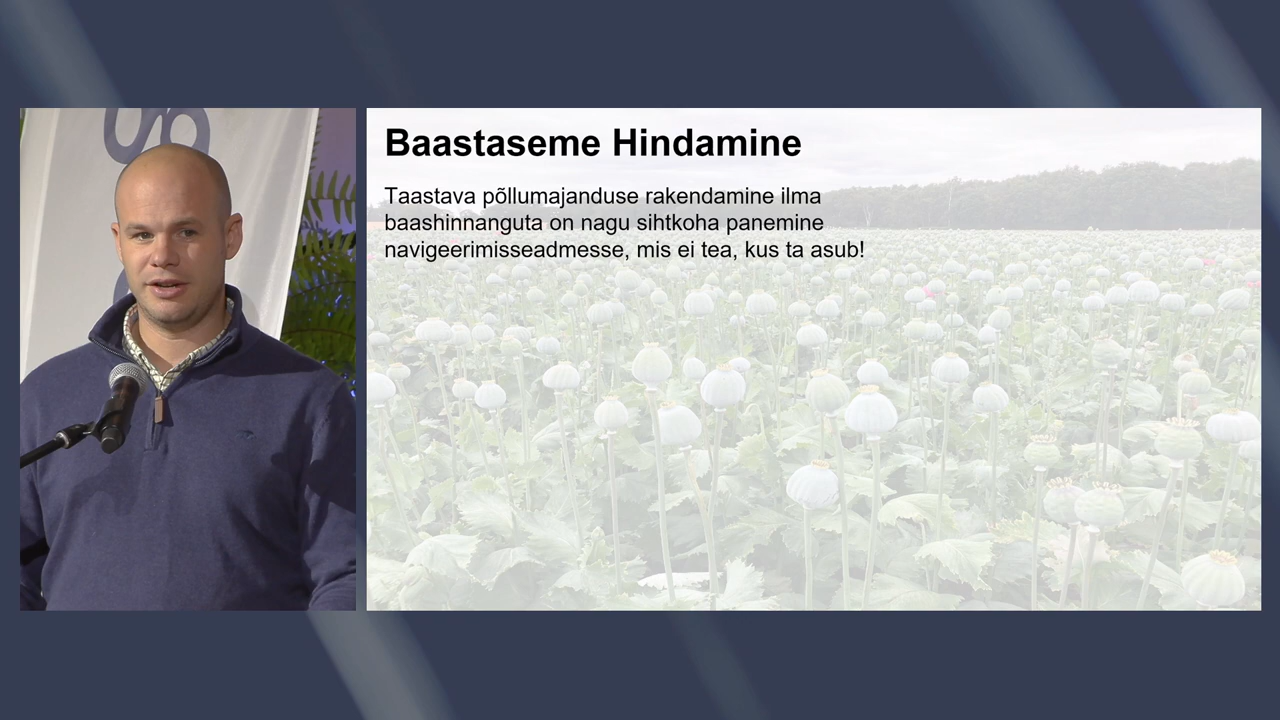 Baastaseme Hindamine
Taastava põllumajanduse rakendamine ilma
baashinnanguta on nagu sihtkoha panemine
navigeerimisseadmesse, mis ei tea, kus ta asub!